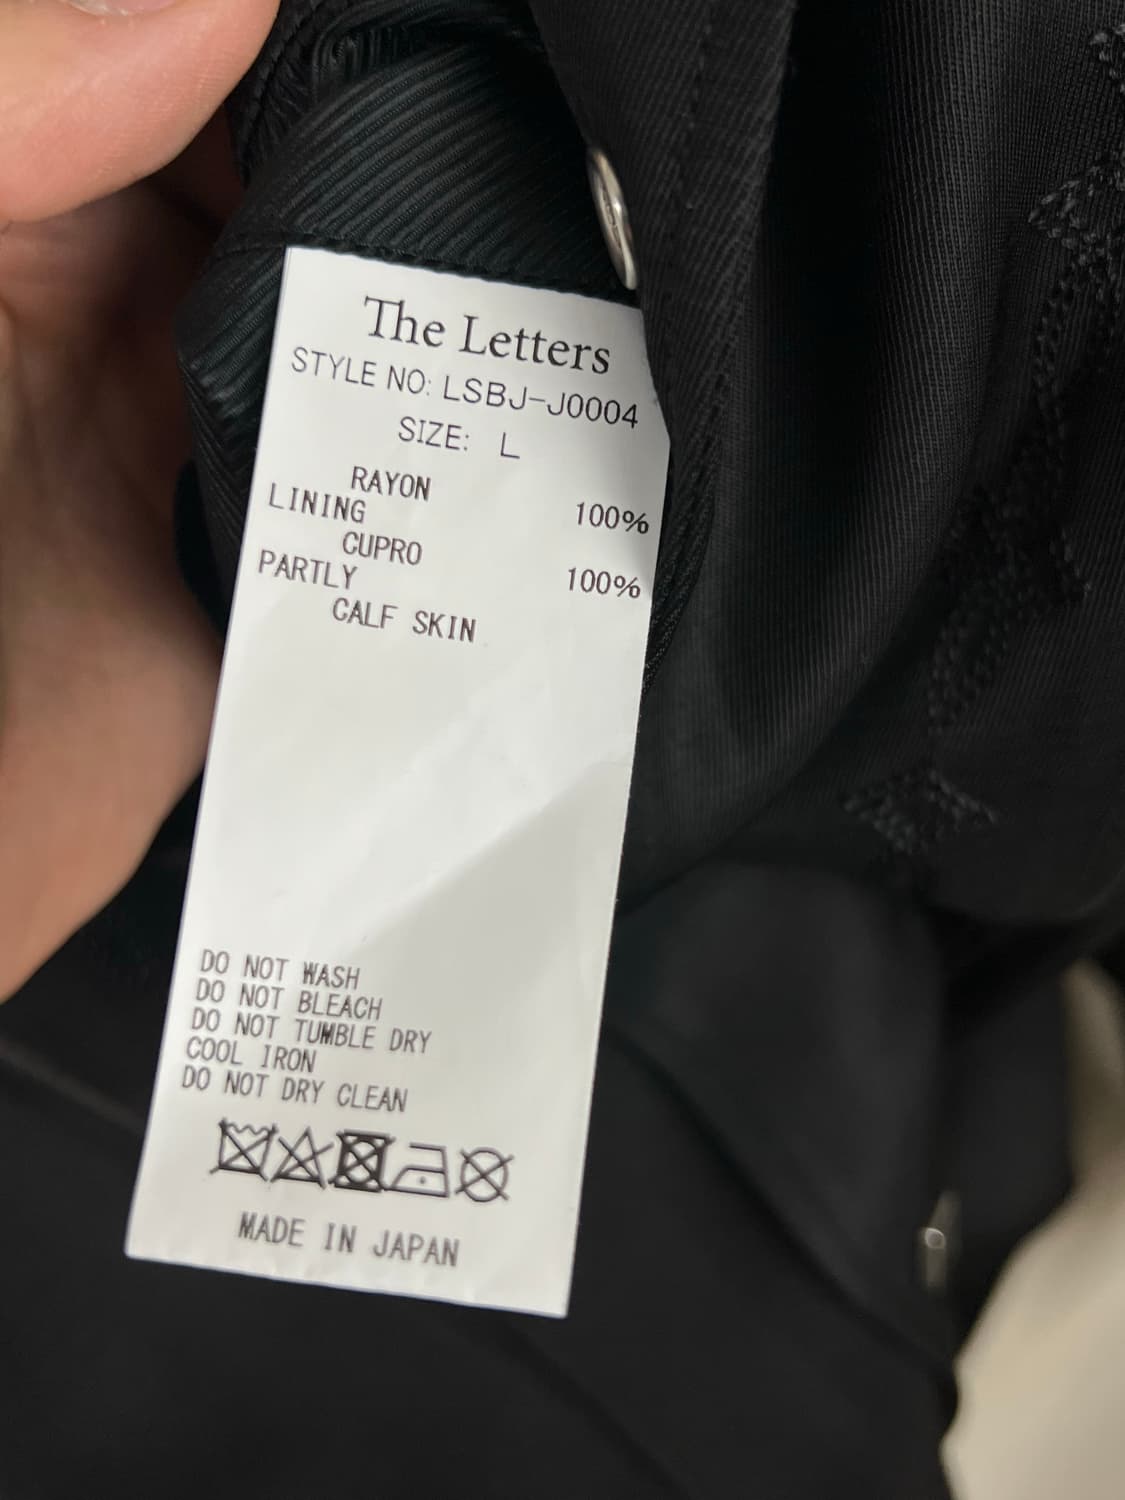 The Letters
STYLE NO: LSBJ-J0004
SIZE: L
RAYON 100%
LINING
CUPRO 100%
PARTLY
CALF SKIN
DO NOT WASH
DO NOT BLEACH
DO NOT TUMBLE DRY
COOL IRON
DO NOT DRY CLEAN
MADE IN JAPAN